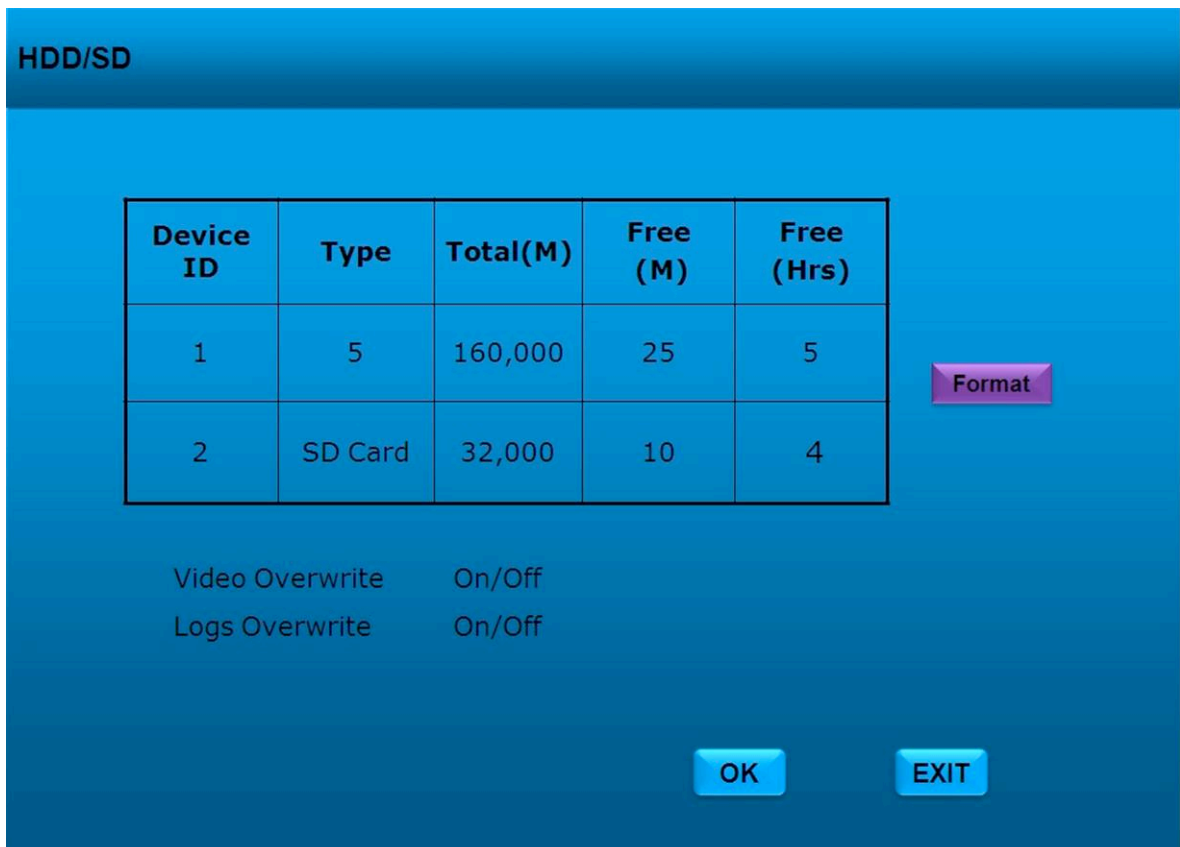 HDD/SD
Device ID Type Total(M) Free (M) Free (Hrs)
1 5 160,000 25 5
Format
2 SD Card 32,000 10 4
Video Overwrite On/Off
Logs Overwrite On/Off
OK EXIT